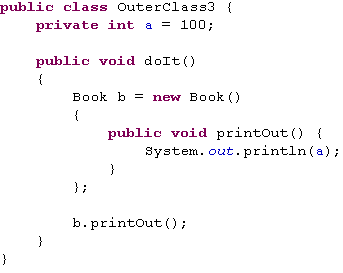 public class OuterClass3 {
    private int a = 100;

    public void doIt()
    {
        Book b = new Book()
        {
            public void printOut() {
                System.out.println(a);
            }
        };

        b.printOut();
    }
}